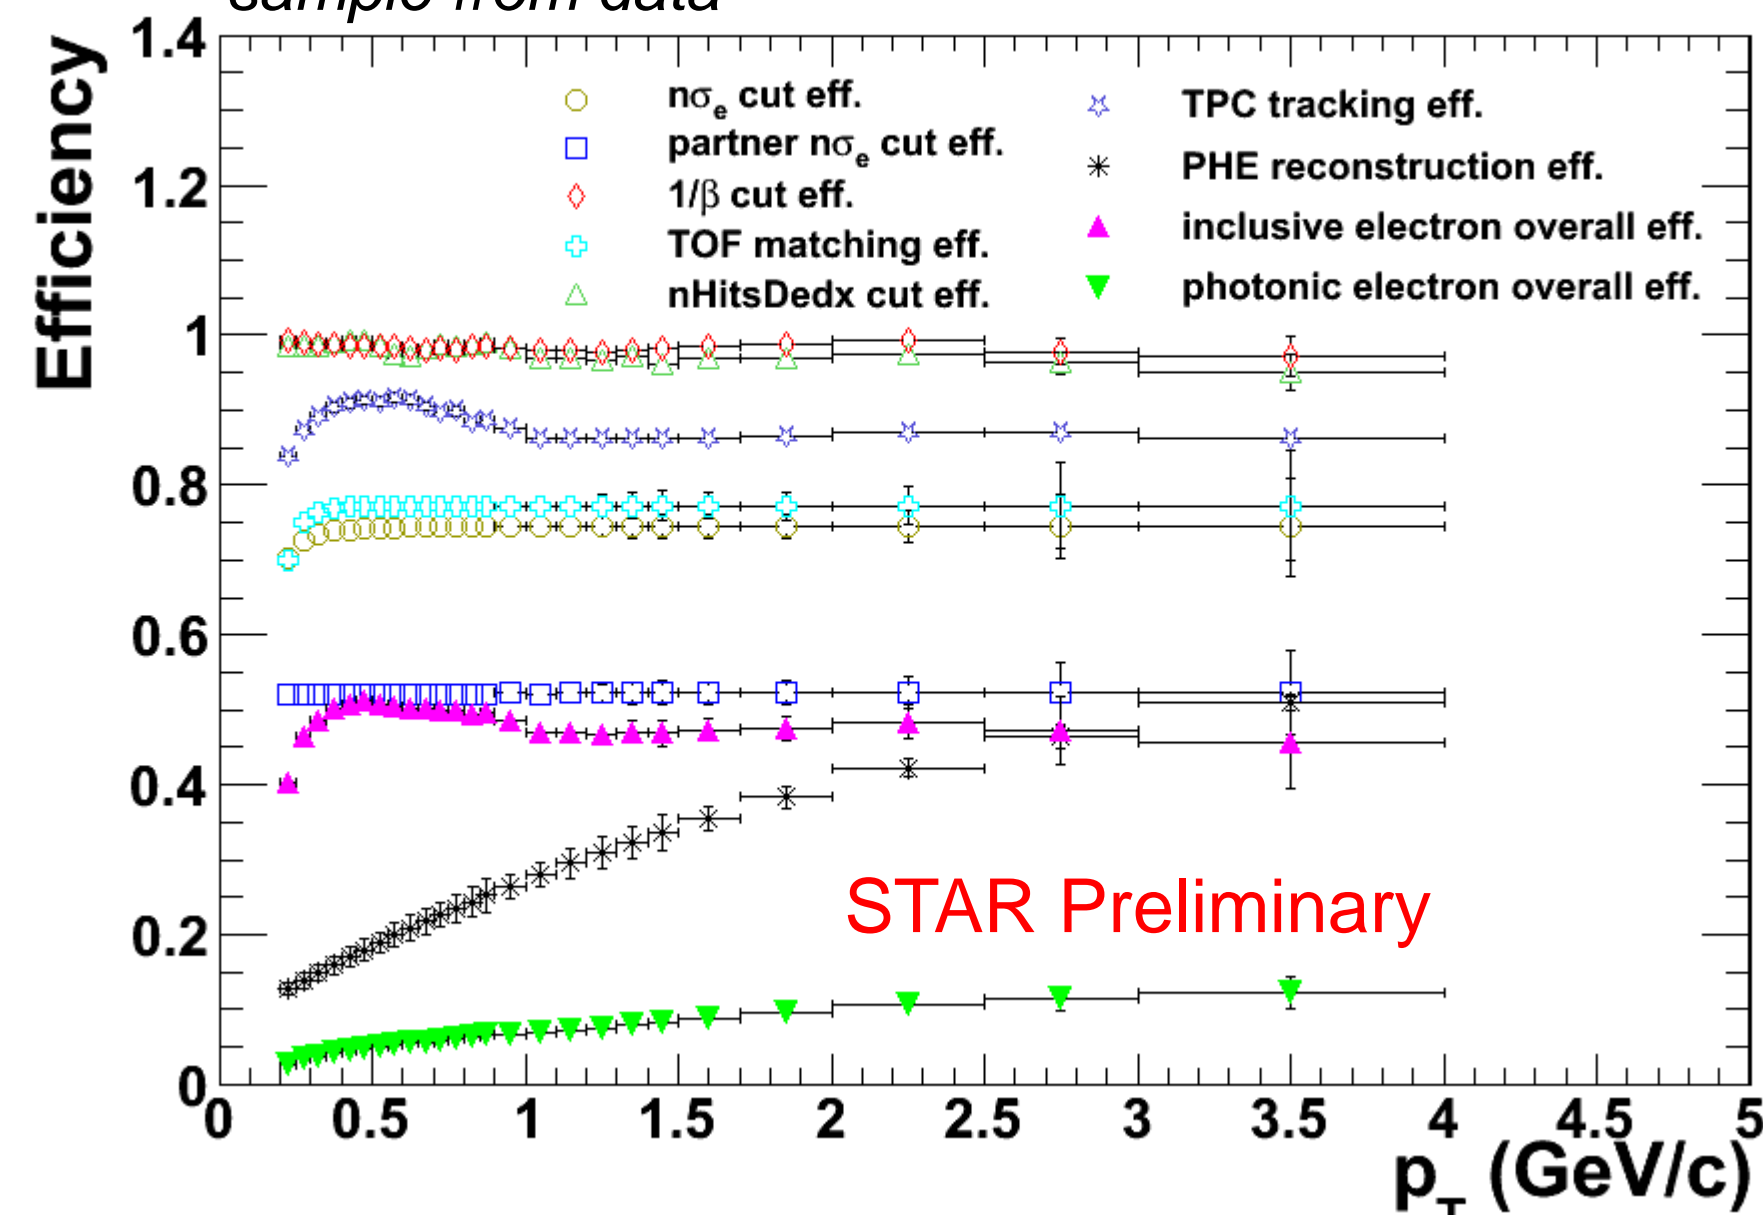 sample from data
Efficiency
1.4
1.2
1
0.8
0.6
0.4
0.2
0
nσe cut eff.
partner nσe cut eff.
1/β cut eff.
TOF matching eff.
nHitsDedx cut eff.
TPC tracking eff.
PHE reconstruction eff.
inclusive electron overall eff.
photonic electron overall eff.
STAR Preliminary
0 0.5 1 1.5 2 2.5 3 3.5 4 4.5 5
pT (GeV/c)